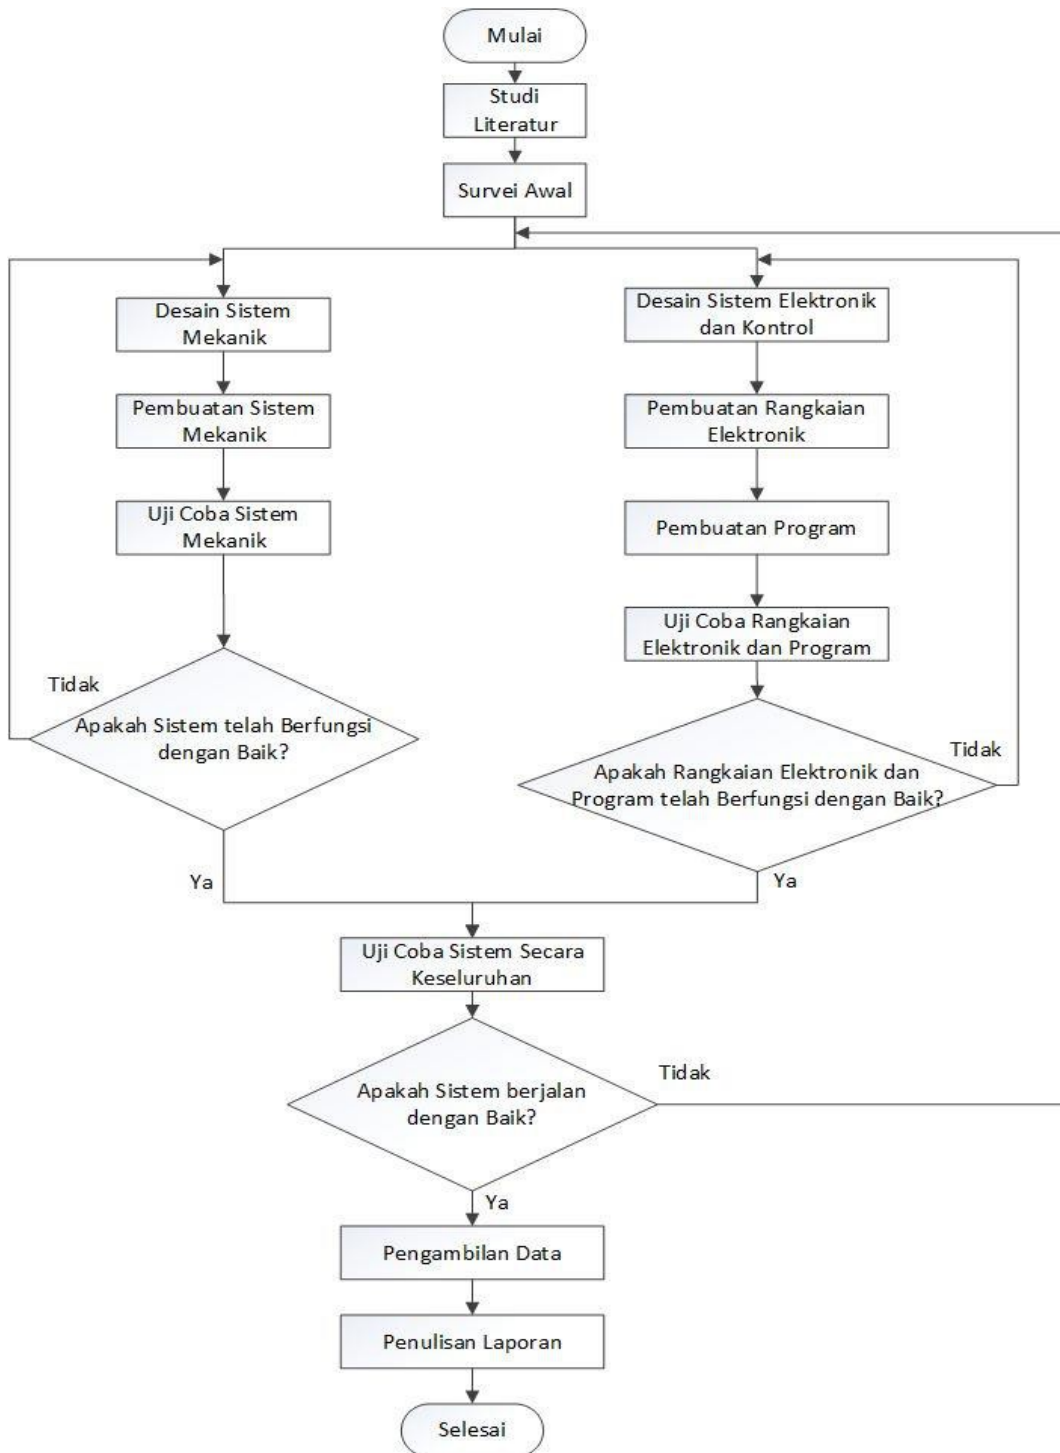 Mulai
Studi
Literatur
Survei Awal
Desain Sistem
Mekanik
Pembuatan Sistem
Mekanik
Uji Coba Sistem
Mekanik
Tidak
Apakah Sistem telah Berfungsi
dengan Baik?
Ya
Desain Sistem Elektronik
dan Kontrol
Pembuatan Rangkaian
Elektronik
Pembuatan Program
Uji Coba Rangkaian
Elektronik dan Program
Tidak
Apakah Rangkaian Elektronik dan
Program telah Berfungsi dengan Baik?
Ya
Uji Coba Sistem Secara
Keseluruhan
Tidak
Apakah Sistem berjalan
dengan Baik?
Ya
Pengambilan Data
Penulisan Laporan
Selesai